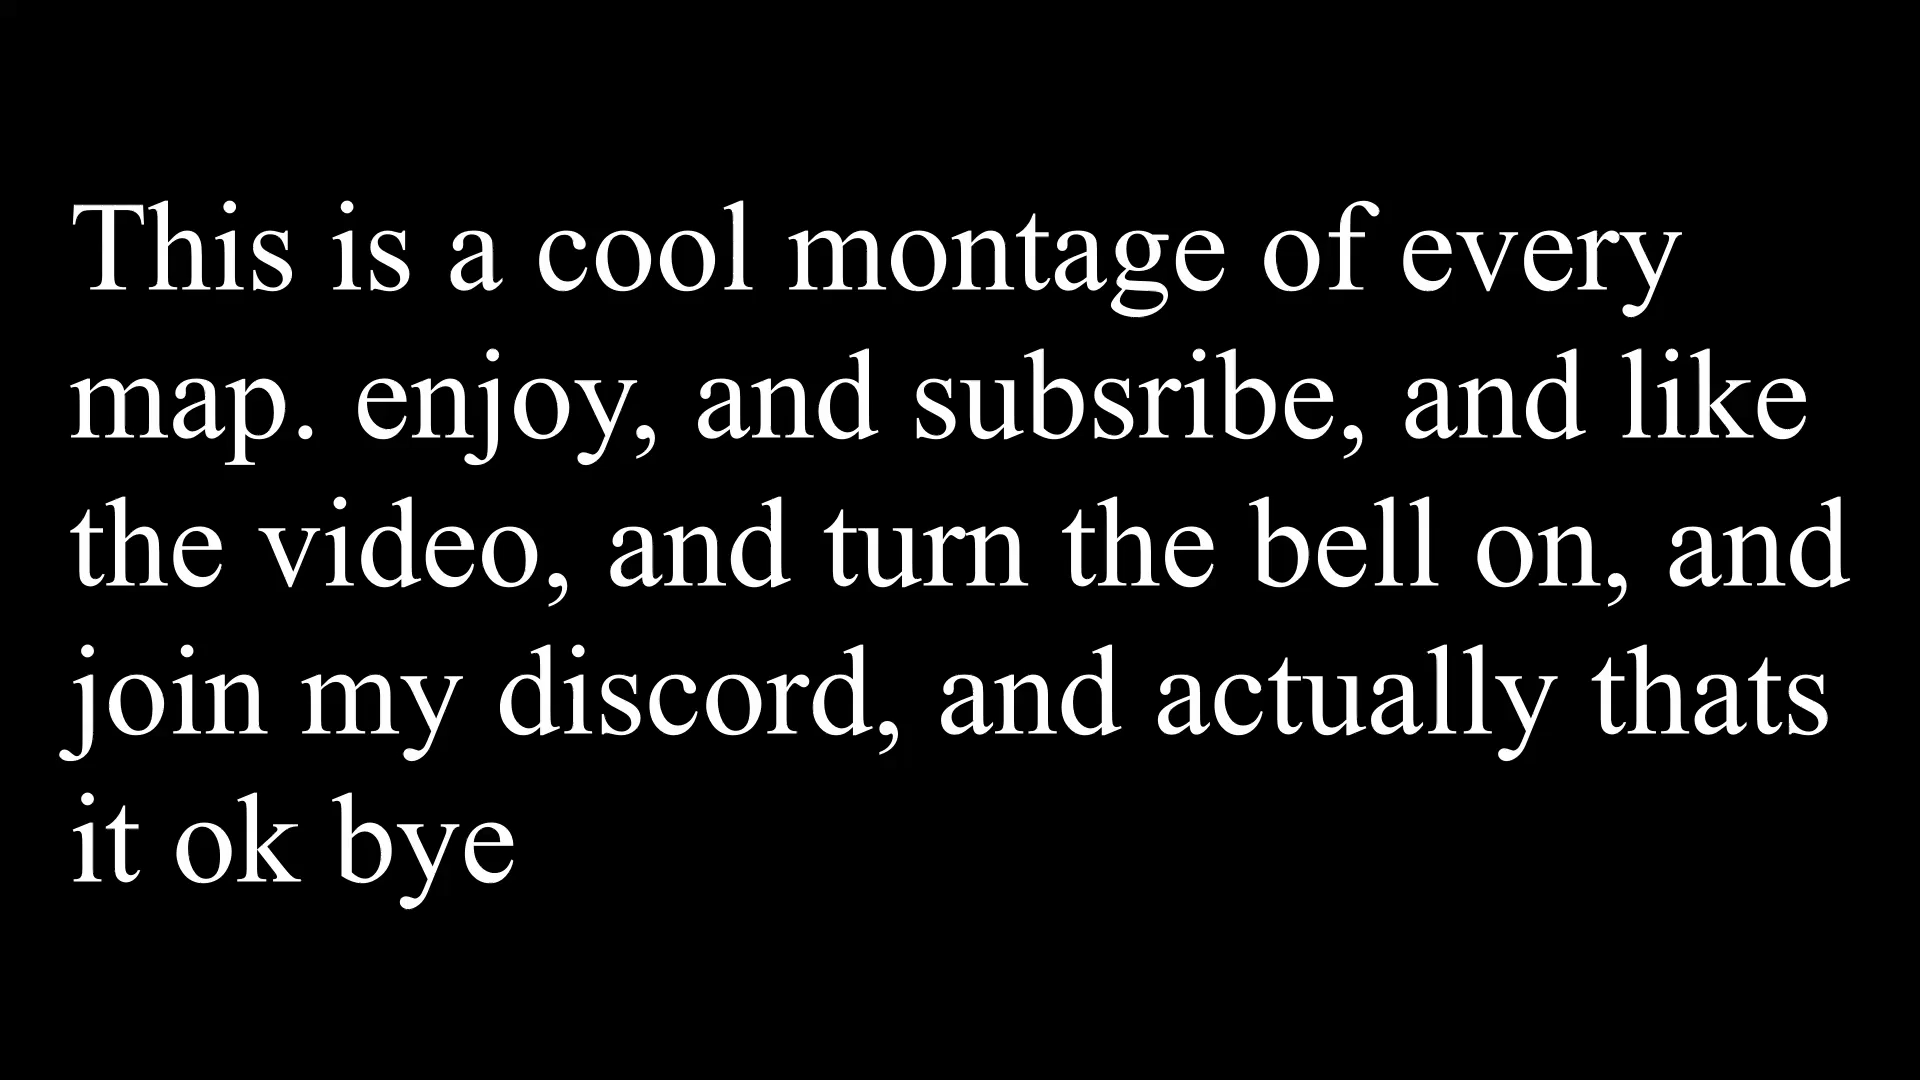 This is a cool montage of every
map. enjoy, and subsribe, and like
the video, and turn the bell on, and
join my discord, and actually thats
it ok bye